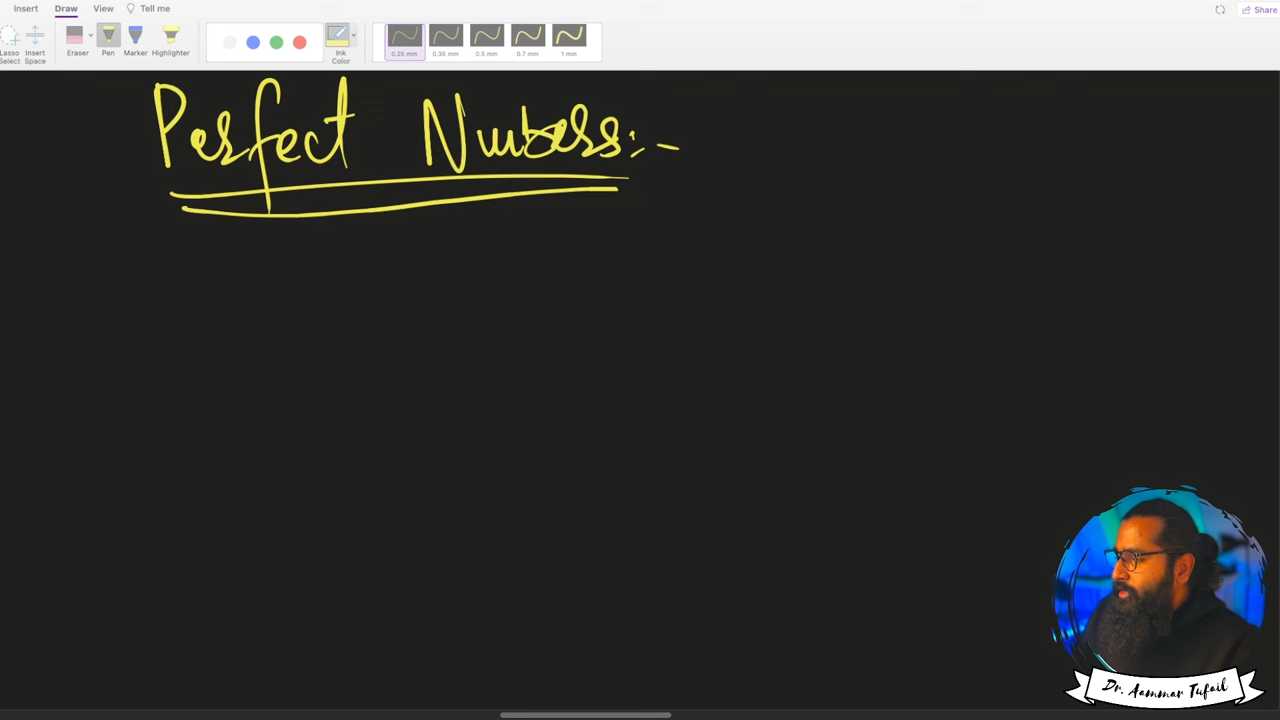 Insert Draw View Tell me
Share
Lasso Select
Insert Space
Eraser
Pen
Marker
Highlighter
Ink Color
0.25 mm
0.35 mm
0.5 mm
0.7 mm
1 mm
Perfect Numbers:-
Dr. Aammar Tufail